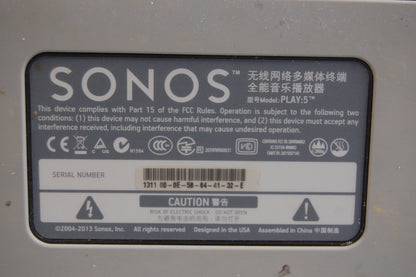 SONOS™
无线网络多媒体终端
全能音乐播放器
型号Model: PLAY:5™
This device complies with Part 15 of the FCC Rules. Operation is subject to the following two
conditions: (1) this device may not cause harmful interference, and (2) this device must accept any
interference received, including interference that may cause undesired operation.
N1594
SERIAL NUMBER
1311 00-0E-58-64-41-32-E
CAUTION 警告
RISK OF ELECTRIC SHOCK · DO NOT OPEN
©2004-2013 Sonos, Inc. All rights reserved. Designed in the USA Assembled in China 中国制造